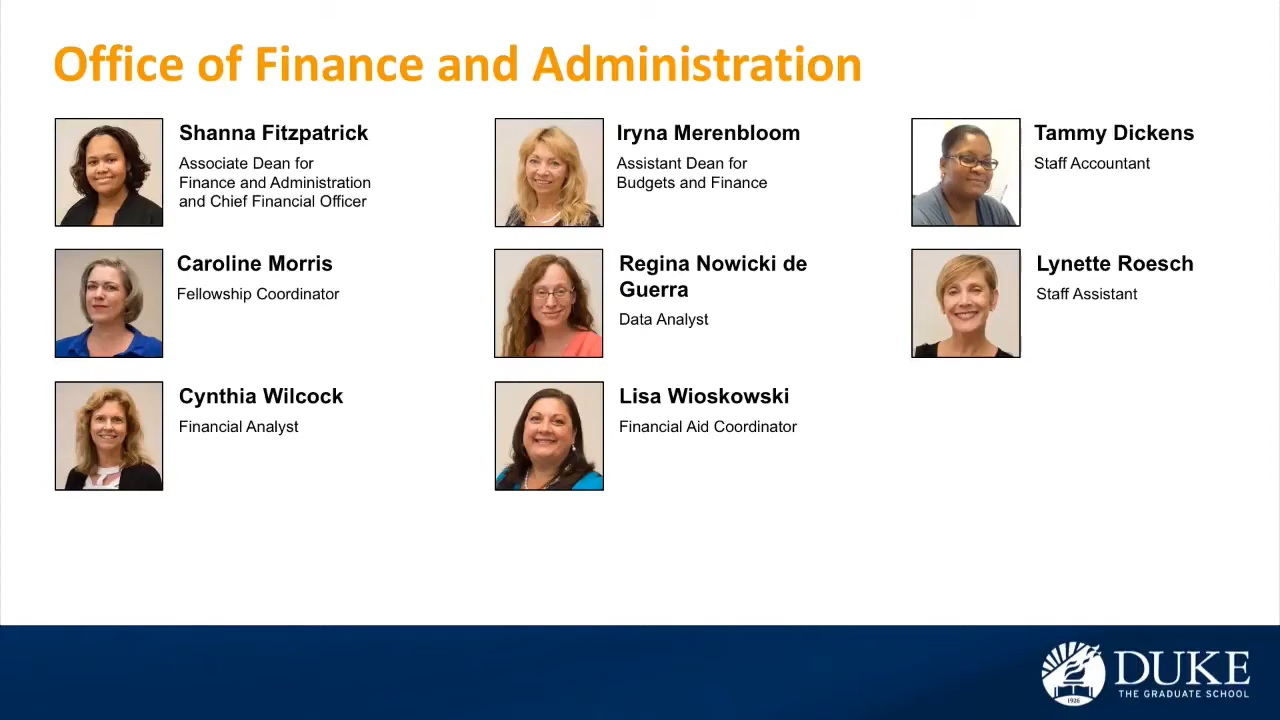 Office of Finance and Administration
Shanna Fitzpatrick
Associate Dean for
Finance and Administration
and Chief Financial Officer
Iryna Merenbloom
Assistant Dean for
Budgets and Finance
Tammy Dickens
Staff Accountant
Caroline Morris
Fellowship Coordinator
Regina Nowicki de
Guerra
Data Analyst
Lynette Roesch
Staff Assistant
Cynthia Wilcock
Financial Analyst
Lisa Wioskowski
Financial Aid Coordinator
DUKE
THE GRADUATE SCHOOL
1926